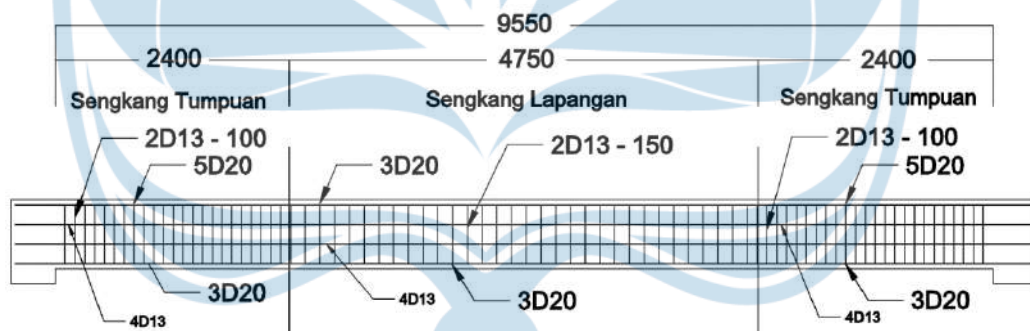 9550
2400 4750 2400
Sengkang Tumpuan Sengkang Lapangan Sengkang Tumpuan
2D13 - 100 2D13 - 150 2D13 - 100
5D20 3D20 5D20
3D20 4D13 3D20 3D20
4D13